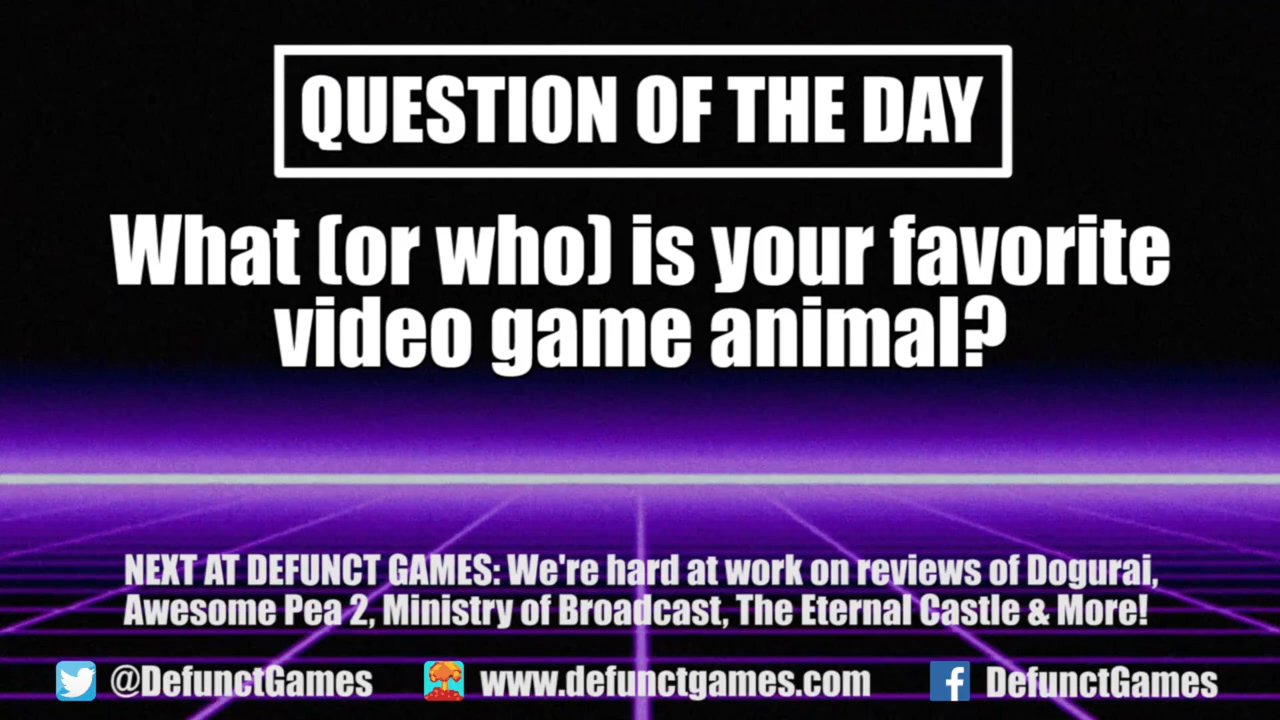 QUESTION OF THE DAY
What (or who) is your favorite
video game animal?
NEXT AT DEFUNCT GAMES: We're hard at work on reviews of Dogurai,
Awesome Pea 2, Ministry of Broadcast, The Eternal Castle & More!
@DefunctGames
www.defunctgames.com
DefunctGames